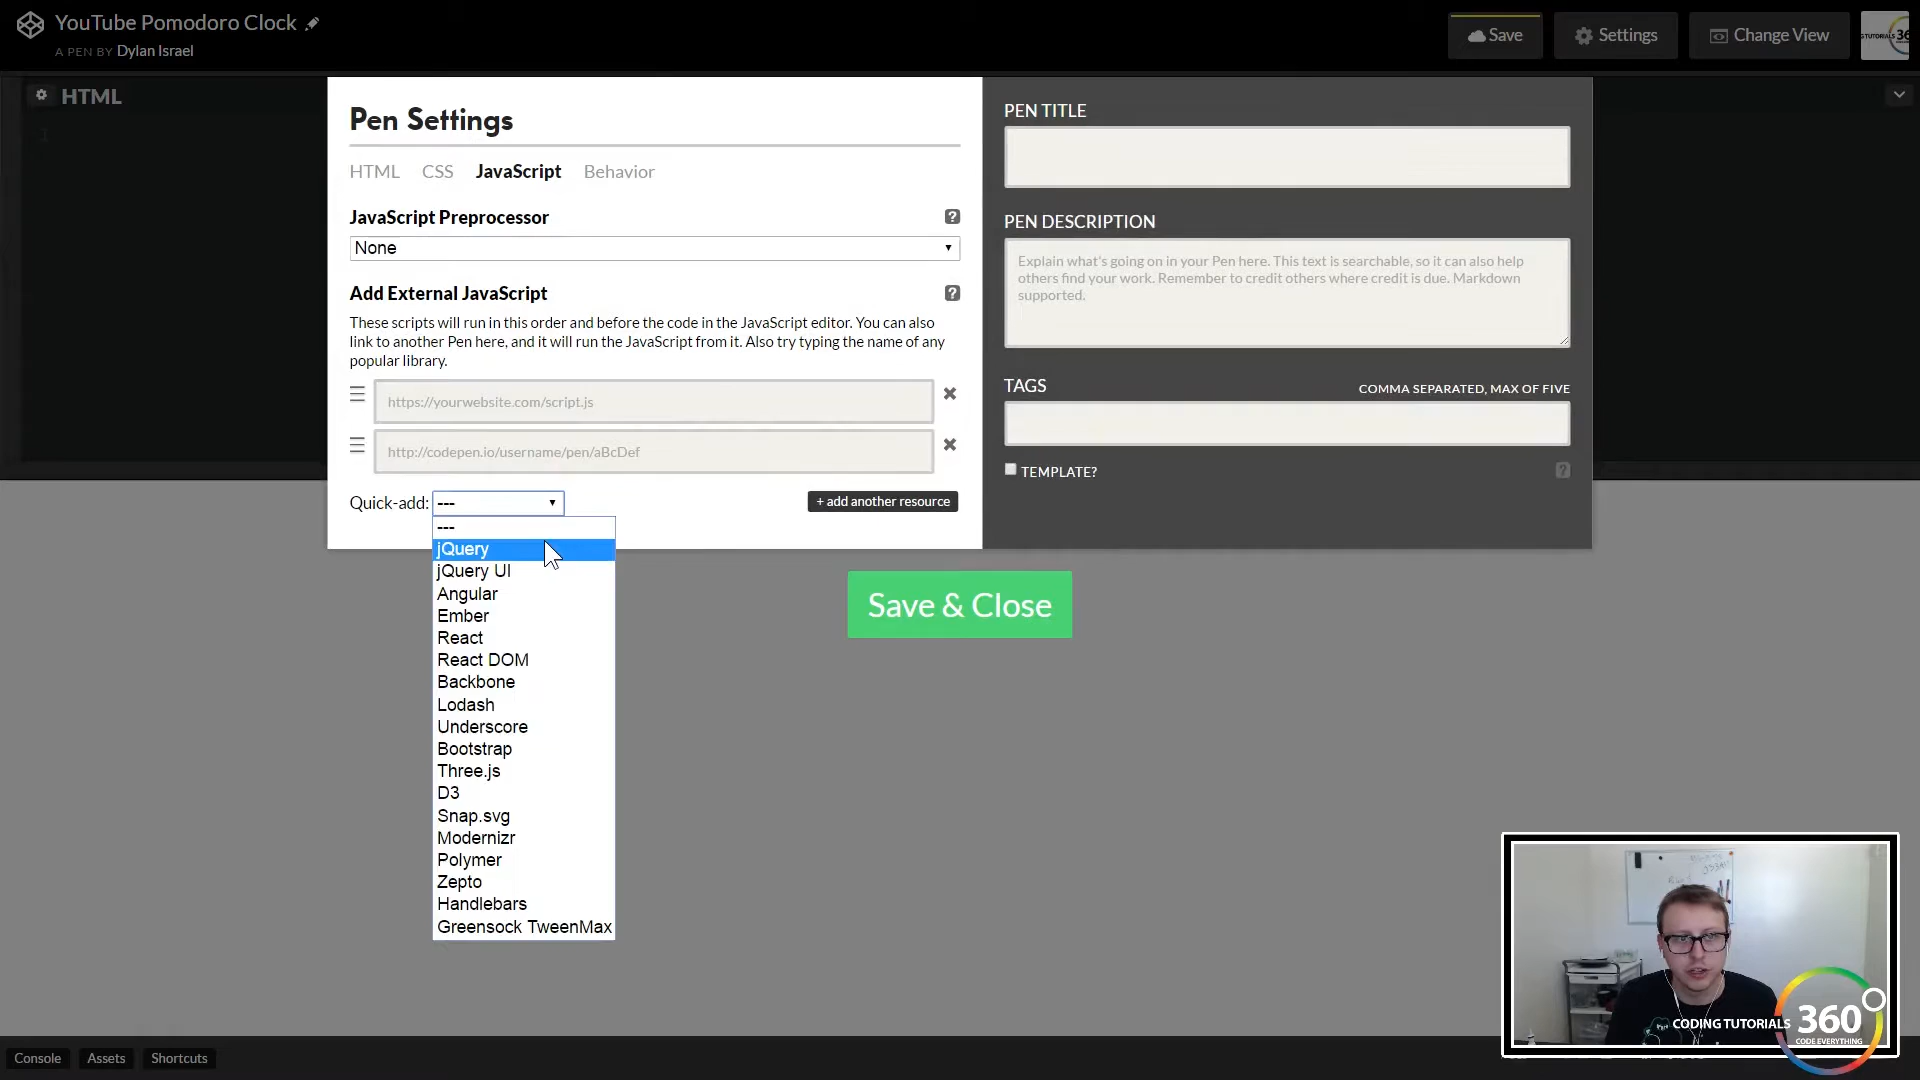 YouTube Pomodoro Clock
A PEN BY Dylan Israel
Save
Settings
Change View
HTML
1
Pen Settings
HTML CSS JavaScript Behavior
JavaScript Preprocessor
None
Add External JavaScript
These scripts will run in this order and before the code in the JavaScript editor. You can also
link to another Pen here, and it will run the JavaScript from it. Also try typing the name of any
popular library.
https://yourwebsite.com/script.js
http://codepen.io/username/pen/aBcDef
Quick-add: ---
+ add another resource
---
jQuery
jQuery UI
Angular
Ember
React
React DOM
Backbone
Lodash
Underscore
Bootstrap
Three.js
D3
Snap.svg
Modernizr
Polymer
Zepto
Handlebars
Greensock TweenMax
PEN TITLE
PEN DESCRIPTION
Explain what's going on in your Pen here. This text is searchable, so it can also help
others find your work. Remember to credit others where credit is due. Markdown
supported.
TAGS
COMMA SEPARATED, MAX OF FIVE
TEMPLATE?
Save & Close
CODING TUTORIALS 360
CODE EVERYTHING
Console
Assets
Shortcuts